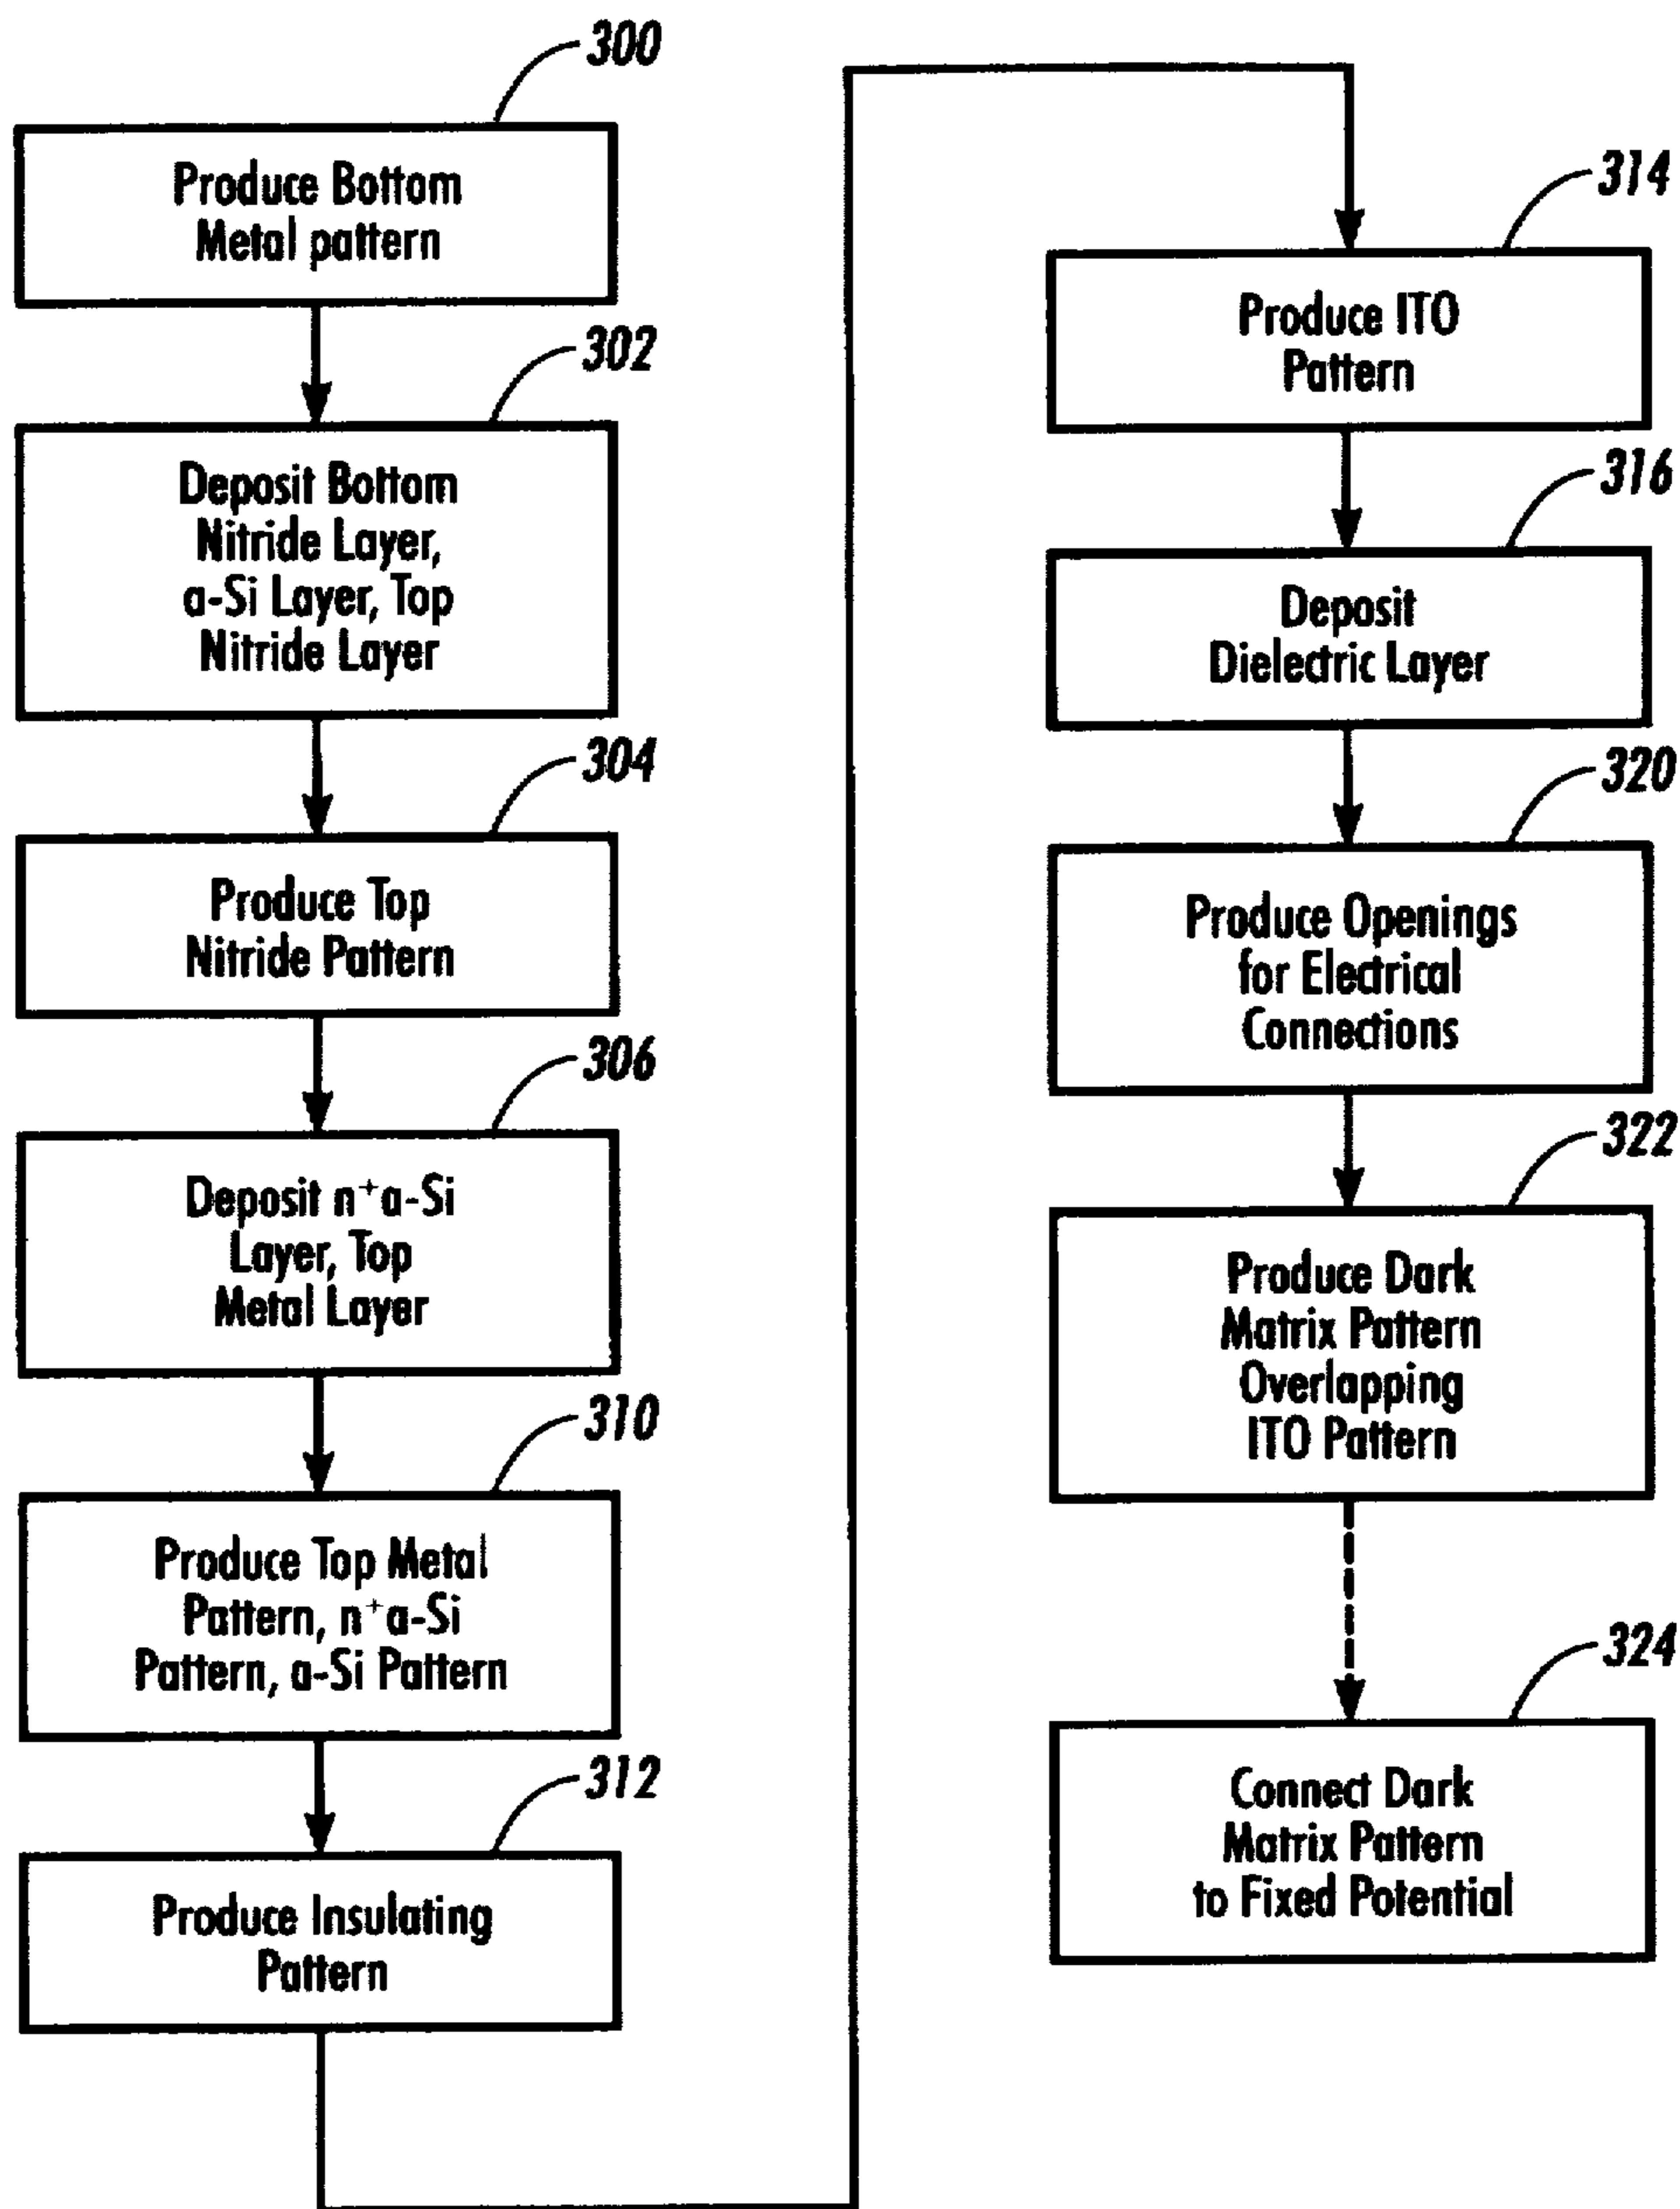 300
Produce Bottom
Metal pattern
302
Deposit Bottom
Nitride Layer,
a-Si Layer, Top
Nitride Layer
304
Produce Top
Nitride Pattern
306
Deposit n⁺a-Si
Layer, Top
Metal Layer
310
Produce Top Metal
Pattern, n⁺a-Si
Pattern, a-Si Pattern
312
Produce Insulating
Pattern
314
Produce ITO
Pattern
316
Deposit
Dielectric Layer
320
Produce Openings
for Electrical
Connections
322
Produce Dark
Matrix Pattern
Overlapping
ITO Pattern
324
Connect Dark
Matrix Pattern
to Fixed Potential